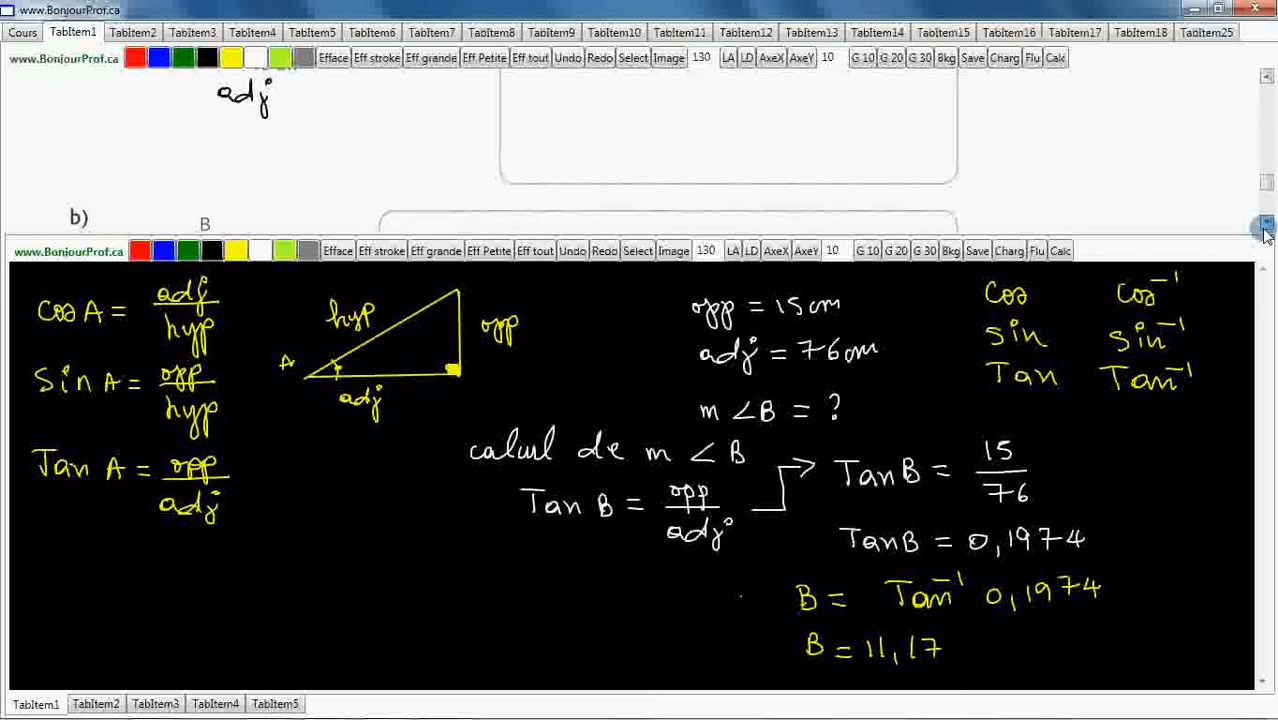 www.BonjourProf.ca
Cours TabItem1 TabItem2 TabItem3 TabItem4 TabItem5 TabItem6 TabItem7 TabItem8 TabItem9 TabItem10 TabItem11 TabItem12 TabItem13 TabItem14 TabItem15 TabItem16 TabItem17 TabItem18 TabItem25
www.BonjourProf.ca Efface Eff stroke Eff grande Eff Petite Eff tout Undo Redo Select Image 130 LA LD AxeX AxeY 10 G 10 G 20 G 30 Bkg Save Charg Flu Calc
adj
b) B
www.BonjourProf.ca Efface Eff stroke Eff grande Eff Petite Eff tout Undo Redo Select Image 130 LA LD AxeX AxeY 10 G 10 G 20 G 30 Bkg Save Charg Flu Calc
cos A = adj / hyp
sin A = opp / hyp
Tan A = opp / adj
hyp
opp
A
adj
opp = 15cm
adj = 76cm
m ∠B = ?
calcul de m ∠ B
Tan B = opp / adj
Tan B = 15 / 76
Tan B = 0,1974
B = Tan⁻¹ 0,1974
B = 11,17
cos cos⁻¹
sin sin⁻¹
Tan Tan⁻¹
TabItem1 TabItem2 TabItem3 TabItem4 TabItem5